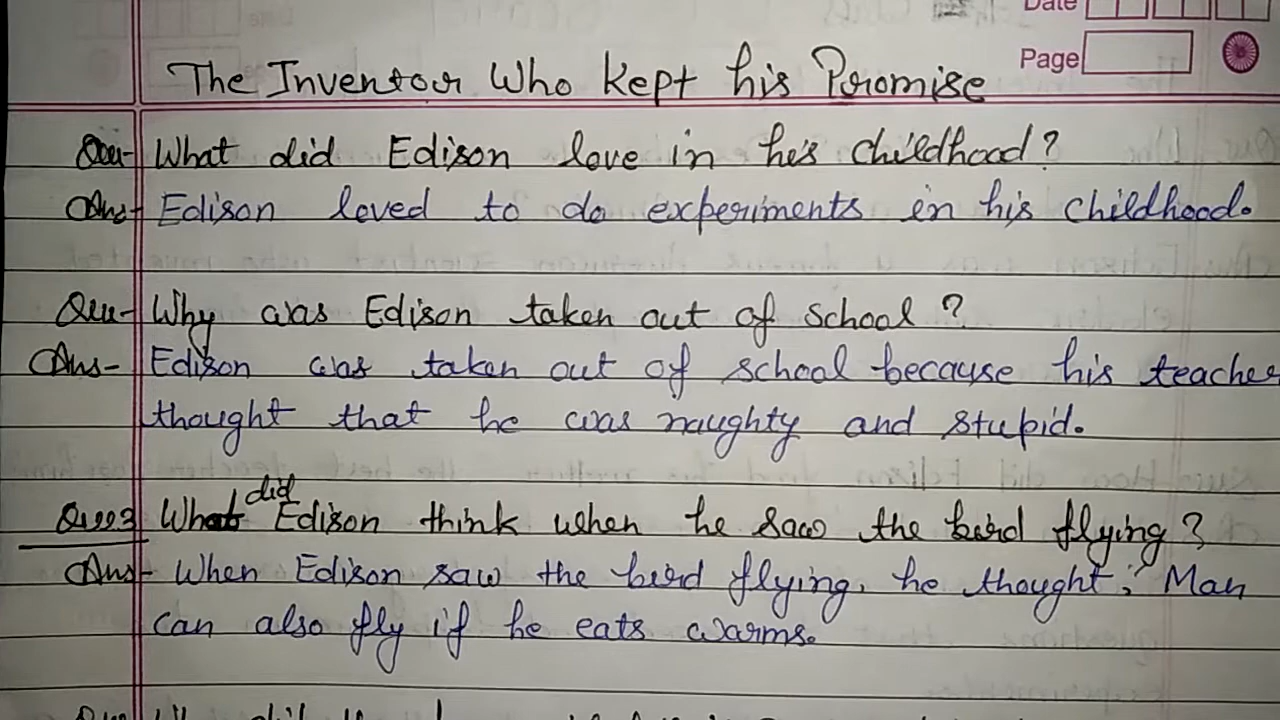 Date
Page
The Inventor Who kept his Promise
Que- What did Edison love in his childhood?
Ans- Edison loved to do experiments in his childhood.
Que- Why was Edison taken out of school?
Ans- Edison was taken out of school because his teacher
thought that he was naughty and stupid.
did
Que3 What Edison think when he saw the bird flying?
Ans- When Edison saw the bird flying, he thought, Man
can also fly if he eats warms.